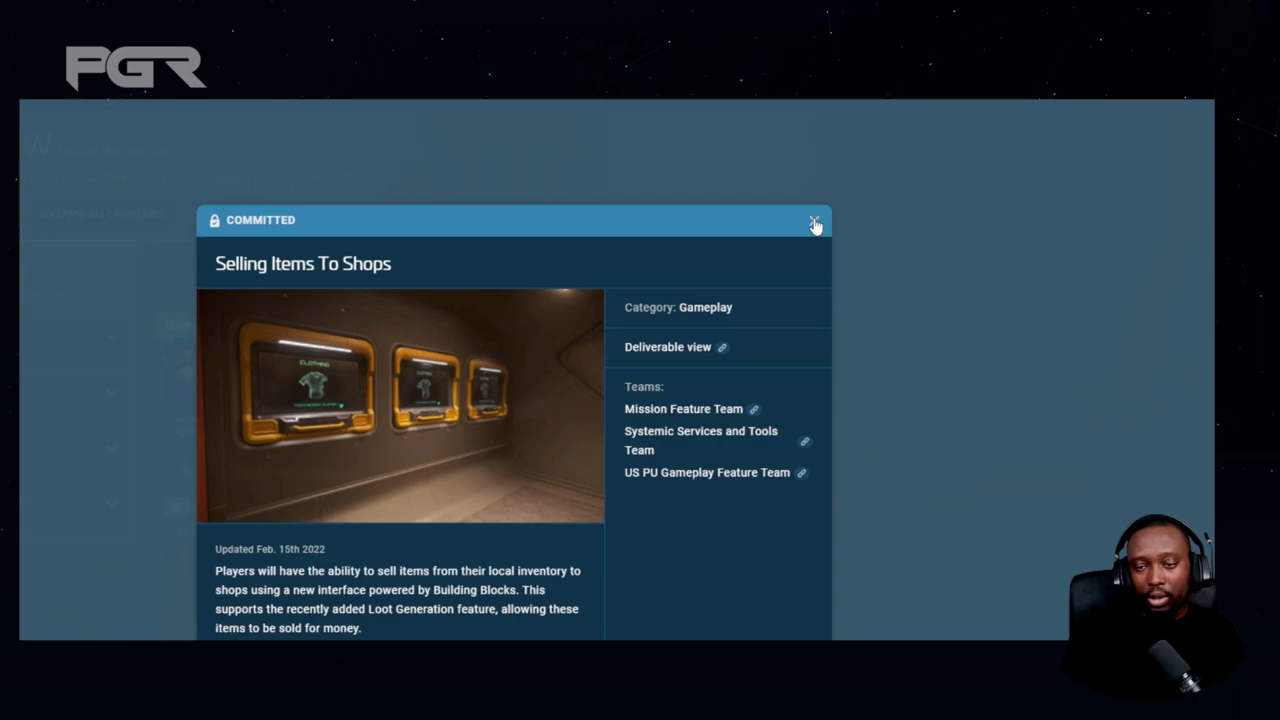 PGR
COMMITTED
Selling Items To Shops
CLOTHING
Category: Gameplay
Deliverable view
Teams:
Mission Feature Team
Systemic Services and Tools
Team
US PU Gameplay Feature Team
Updated Feb. 15th 2022
Players will have the ability to sell items from their local inventory to
shops using a new interface powered by Building Blocks. This
supports the recently added Loot Generation feature, allowing these
items to be sold for money.